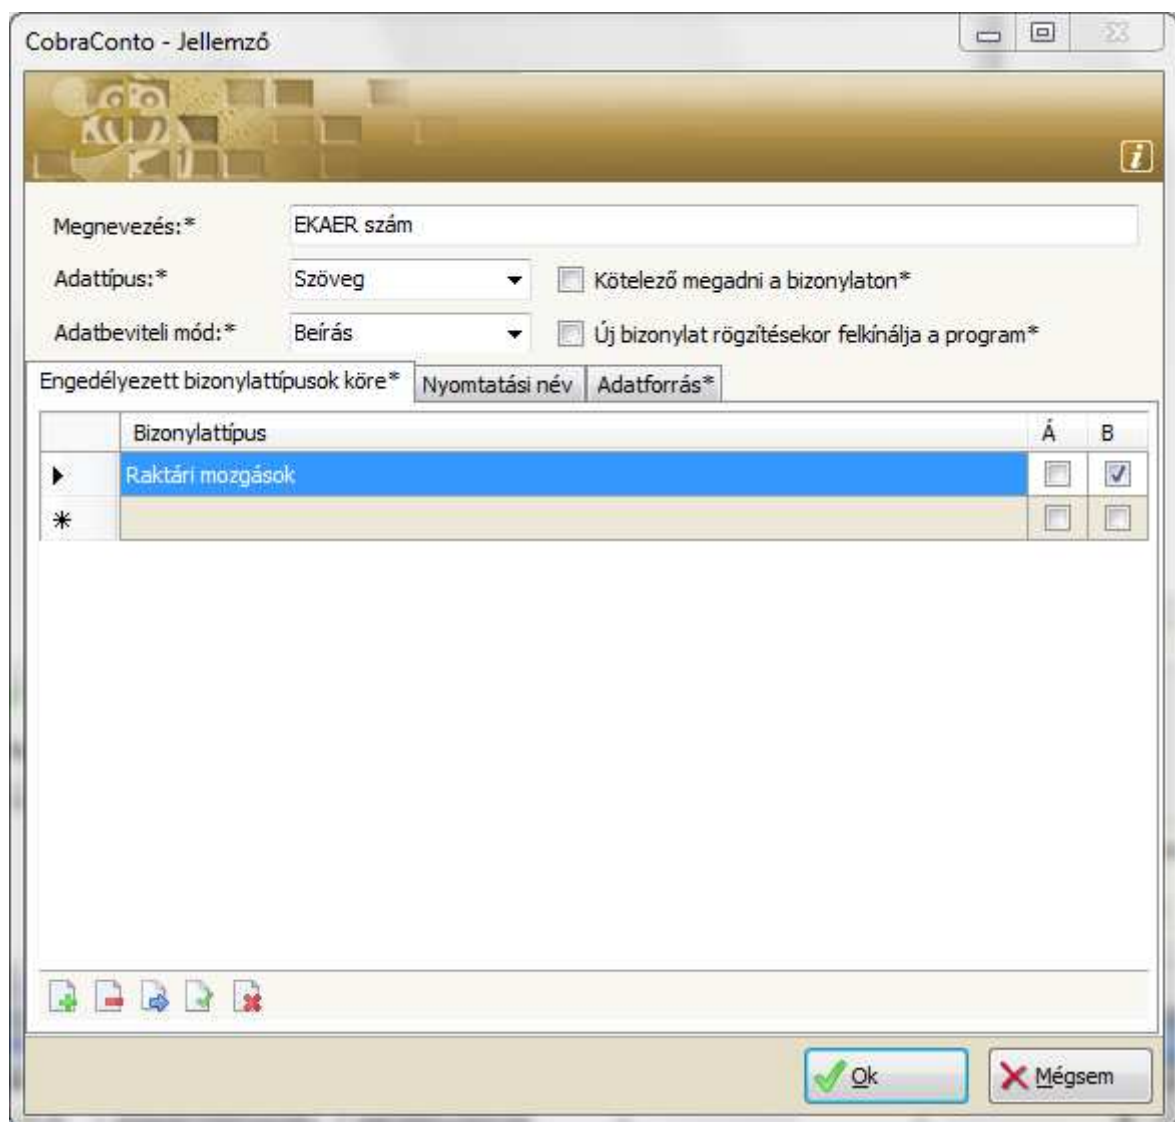 CobraConto - Jellemző
i
Megnevezés:* EKAER szám
Adattípus:* Szöveg Kötelező megadni a bizonylaton*
Adatbeviteli mód:* Beírás Új bizonylat rögzítésekor felkínálja a program*
Engedélyezett bizonylattípusok köre* Nyomtatási név Adatforrás*
Bizonylattípus Á B
Raktári mozgások
Ok Mégsem